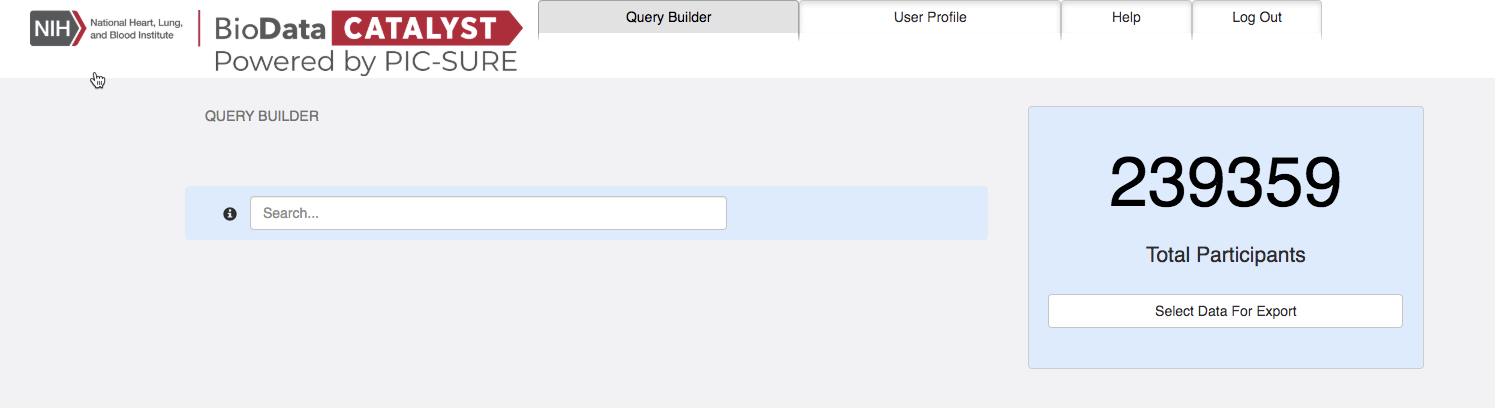 NIH
National Heart, Lung,
and Blood Institute
BioData CATALYST
Powered by PIC-SURE
Query Builder
User Profile
Help
Log Out
QUERY BUILDER
Search...
239359
Total Participants
Select Data For Export